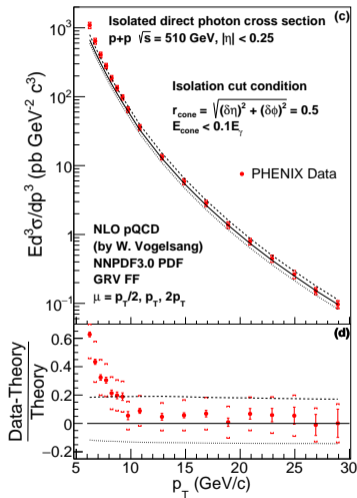 Isolated direct photon cross section (c)
p+p √s = 510 GeV, |η| < 0.25
Isolation cut condition
r_cone = √(δη)² + (δφ)² = 0.5
E_cone < 0.1E_γ
PHENIX Data
NLO pQCD
(by W. Vogelsang)
NNPDF3.0 PDF
GRV FF
μ = p_T/2, p_T, 2p_T
Ed³σ/dp³ (pb GeV⁻² c³)
10³
10²
10
1
10⁻¹
(d)
Data-Theory
Theory
0.6
0.4
0.2
0
−0.2
5 10 15 20 25 30
p_T (GeV/c)